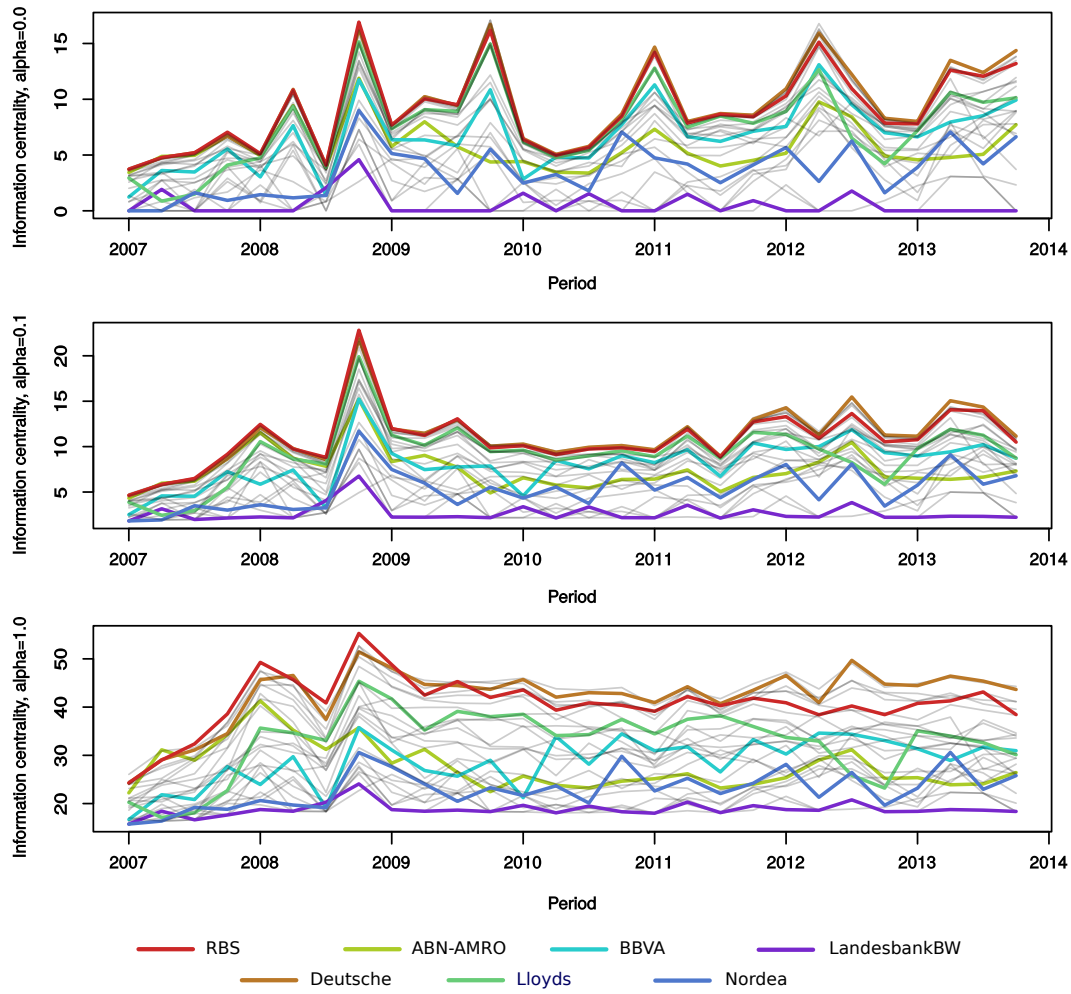 Information centrality, alpha=0.0
15
10
5
0
2007 2008 2009 2010 2011 2012 2013 2014
Period
Information centrality, alpha=0.1
20
15
10
5
2007 2008 2009 2010 2011 2012 2013 2014
Period
Information centrality, alpha=1.0
50
40
30
20
2007 2008 2009 2010 2011 2012 2013 2014
Period
RBS ABN-AMRO BBVA LandesbankBW
Deutsche Lloyds Nordea